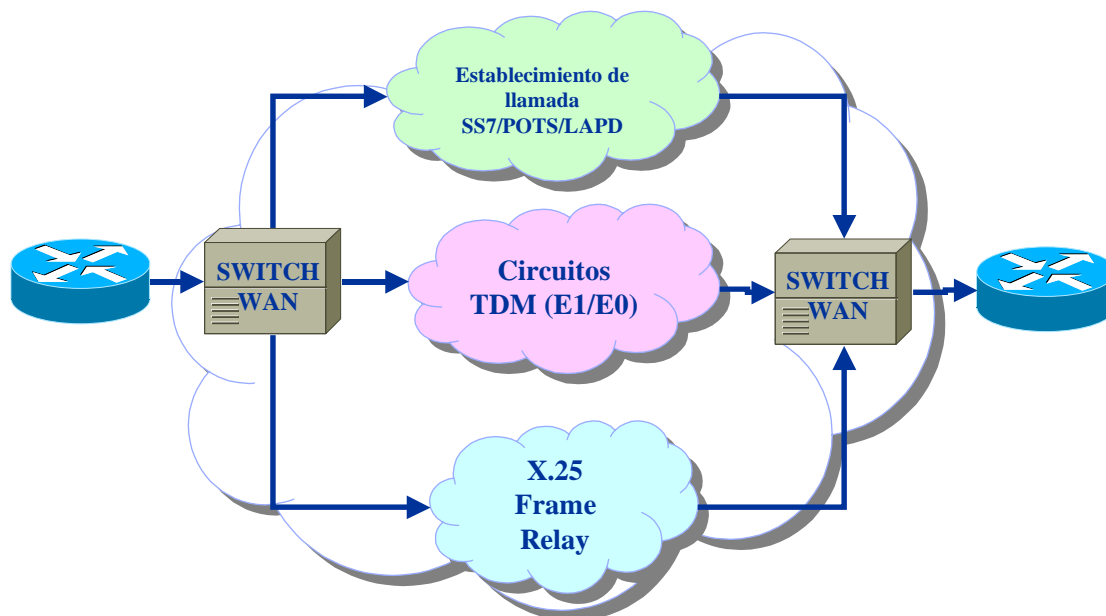 Establecimiento de
llamada
SS7/POTS/LAPD
SWITCH
WAN
Circuitos
TDM (E1/E0)
SWITCH
WAN
X.25
Frame
Relay